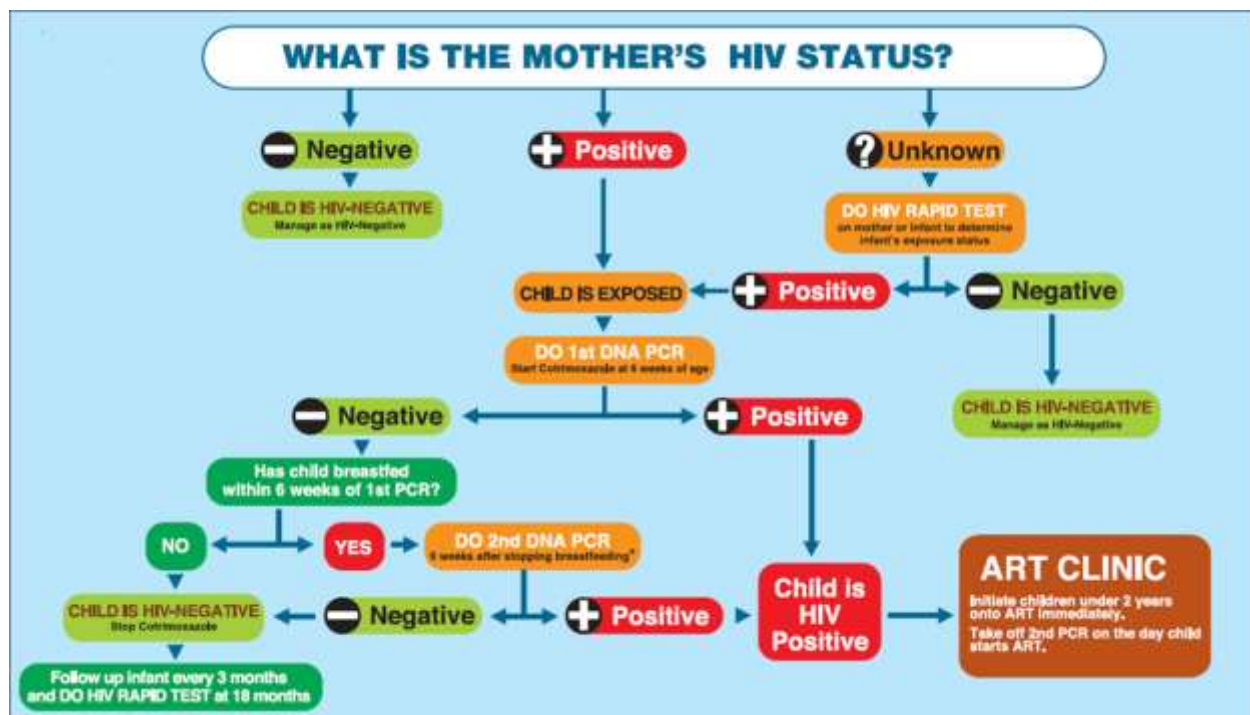 WHAT IS THE MOTHER'S HIV STATUS?
Negative
Positive
? Unknown
CHILD IS HIV-NEGATIVE
Manage as HIV-Negative
DO HIV RAPID TEST
on mother or infant to determine
infant's exposure status
CHILD IS EXPOSED
Positive
Negative
DO 1st DNA PCR
Start Cotrimoxazole at 6 weeks of age
Negative
Positive
CHILD IS HIV-NEGATIVE
Manage as HIV-Negative
Has child breastfed
within 6 weeks of 1st PCR?
NO
YES
DO 2nd DNA PCR
6 weeks after stopping breastfeeding*
CHILD IS HIV-NEGATIVE
Stop Cotrimoxazole
Negative
Positive
Child is
HIV
Positive
ART CLINIC
Initiate children under 2 years
onto ART immediately.
Take off 2nd PCR on the day child
starts ART.
Follow up infant every 3 months
and DO HIV RAPID TEST at 18 months